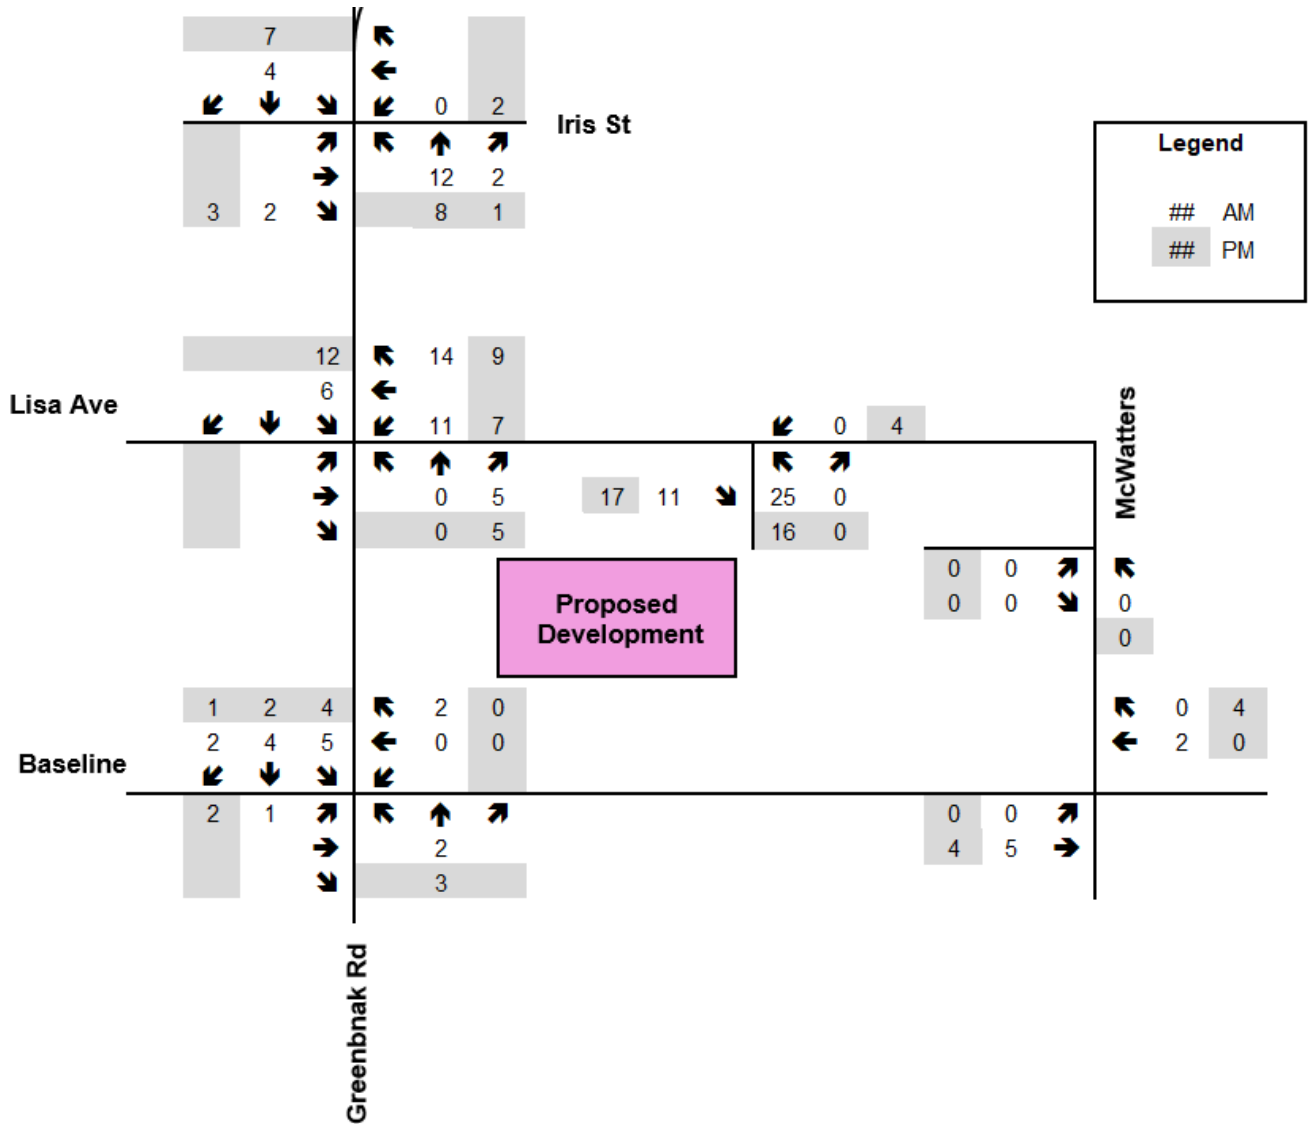 7
4
0 2
Iris St
12 2
3 2 8 1
Legend
## AM
## PM
12 14 9
6
Lisa Ave
11 7
0 4
0 5
17 11 25 0
0 5
16 0
McWatters
0 0
0 0 0
0
Proposed
Development
1 2 4 2 0
2 4 5 0 0
0 4
2 0
Baseline
2 1
2
3
0 0
4 5
Greenbnak Rd